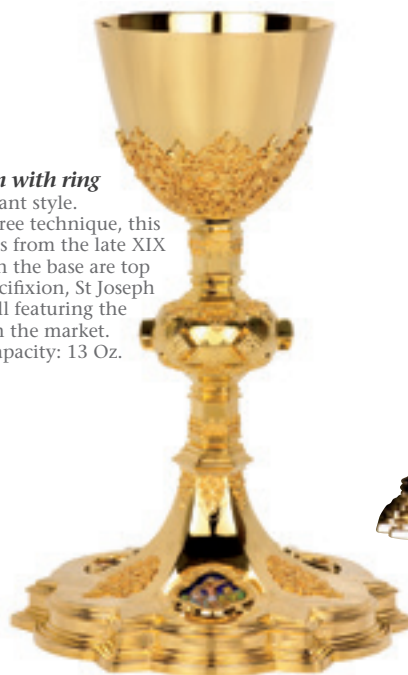 with ring
ant style.
ree technique, this
s from the late XIX
n the base are top
cifixion, St Joseph
ll featuring the
n the market.
apacity: 13 Oz.